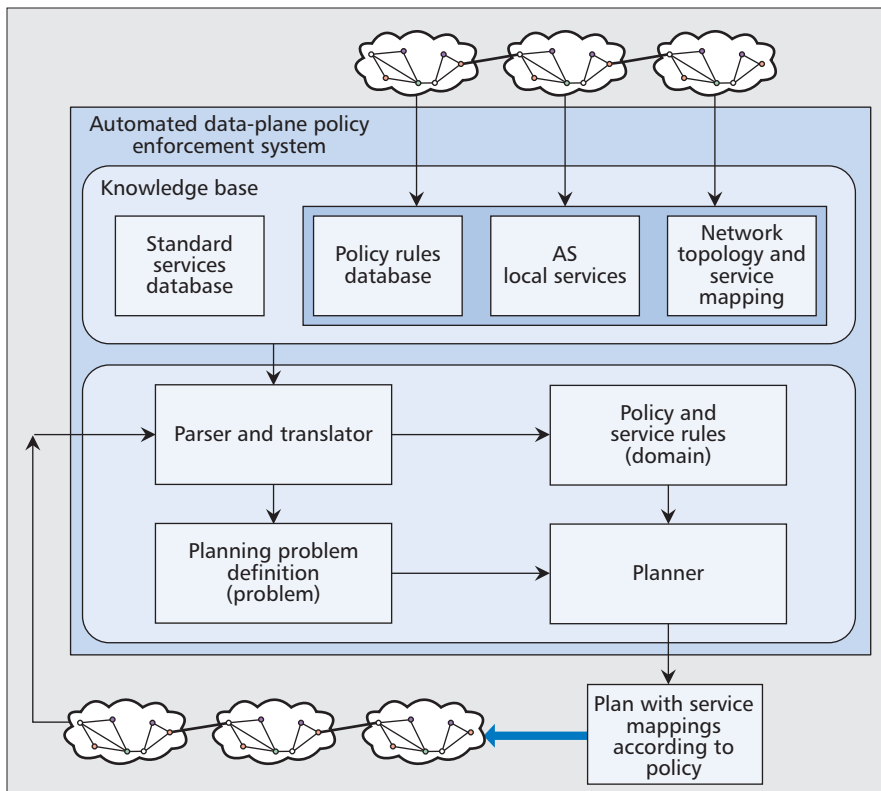 Automated data-plane policy
enforcement system
Knowledge base
Standard
services
database
Policy rules
database
AS
local services
Network
topology and
service
mapping
Parser and translator
Policy and
service rules
(domain)
Planning problem
definition
(problem)
Planner
Plan with service
mappings
according to
policy